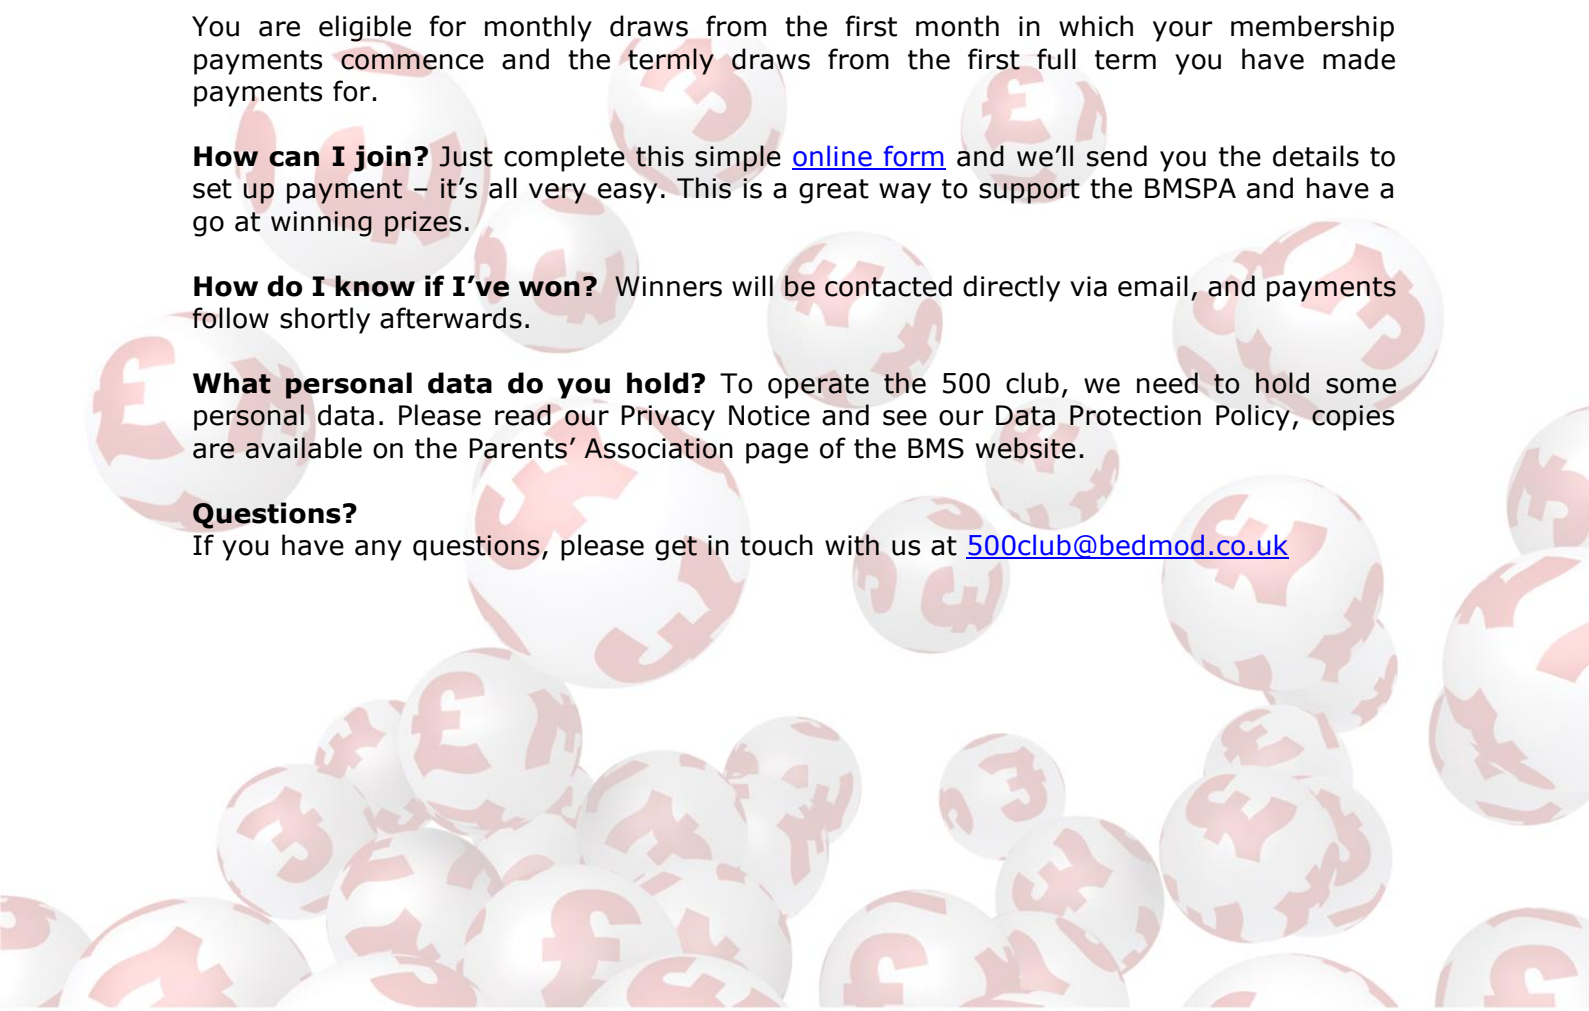 You are eligible for monthly draws from the first month in which your membership
payments commence and the termly draws from the first full term you have made
payments for.
How can I join? Just complete this simple online form and we’ll send you the details to
set up payment – it’s all very easy. This is a great way to support the BMSPA and have a
go at winning prizes.
How do I know if I’ve won?  Winners will be contacted directly via email, and payments
follow shortly afterwards.
What personal data do you hold? To operate the 500 club, we need to hold some
personal data. Please read our Privacy Notice and see our Data Protection Policy, copies
are available on the Parents’ Association page of the BMS website.
Questions?
If you have any questions, please get in touch with us at 500club@bedmod.co.uk